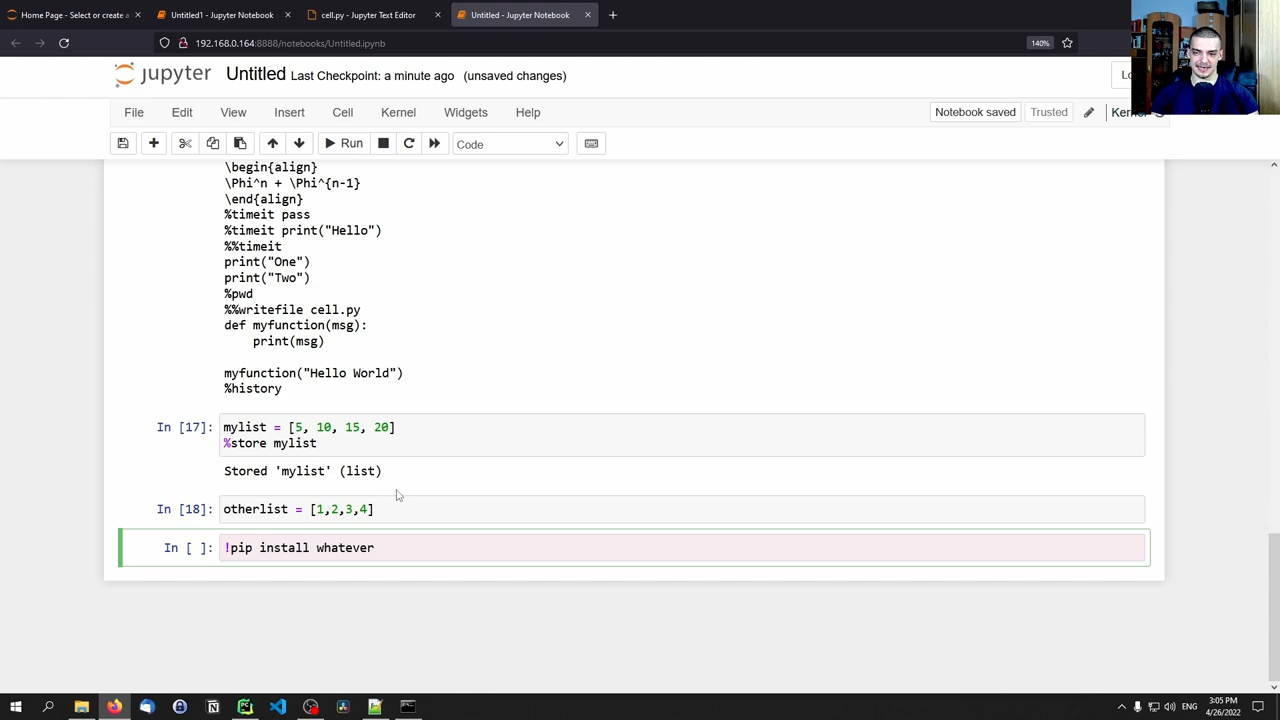 Home Page - Select or create a
Untitled1 - Jupyter Notebook
cell.py - Jupyter Text Editor
Untitled - Jupyter Notebook
192.168.0.164:8888/notebooks/Untitled.ipynb
140%
jupyter
Untitled Last Checkpoint: a minute ago (unsaved changes)
File Edit View Insert Cell Kernel Widgets Help
Notebook saved
Trusted
Run
Code
\begin{align}
\Phi^n + \Phi^{n-1}
\end{align}
%timeit pass
%timeit print("Hello")
%%timeit
print("One")
print("Two")
%pwd
%%writefile cell.py
def myfunction(msg):
    print(msg)
myfunction("Hello World")
%history
In [17]: mylist = [5, 10, 15, 20]
%store mylist
Stored 'mylist' (list)
In [18]: otherlist = [1,2,3,4]
In [ ]: !pip install whatever
ENG
3:05 PM
4/26/2022